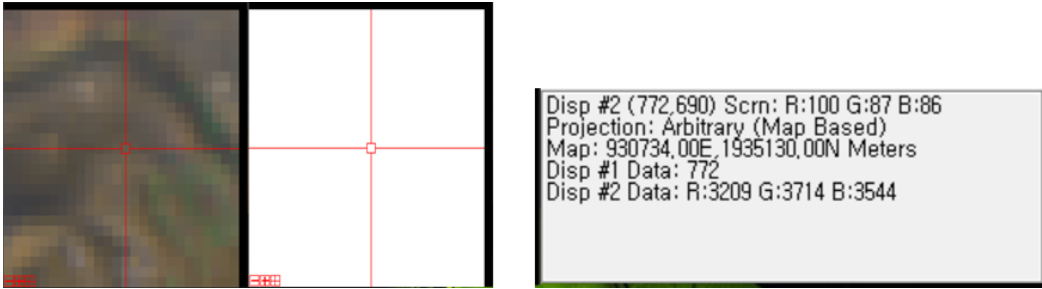 Disp #2 (772,690) Scrn: R:100 G:87 B:86
Projection: Arbitrary (Map Based)
Map: 930734,00E,1935130,00N Meters
Disp #1 Data: 772
Disp #2 Data: R:3209 G:3714 B:3544